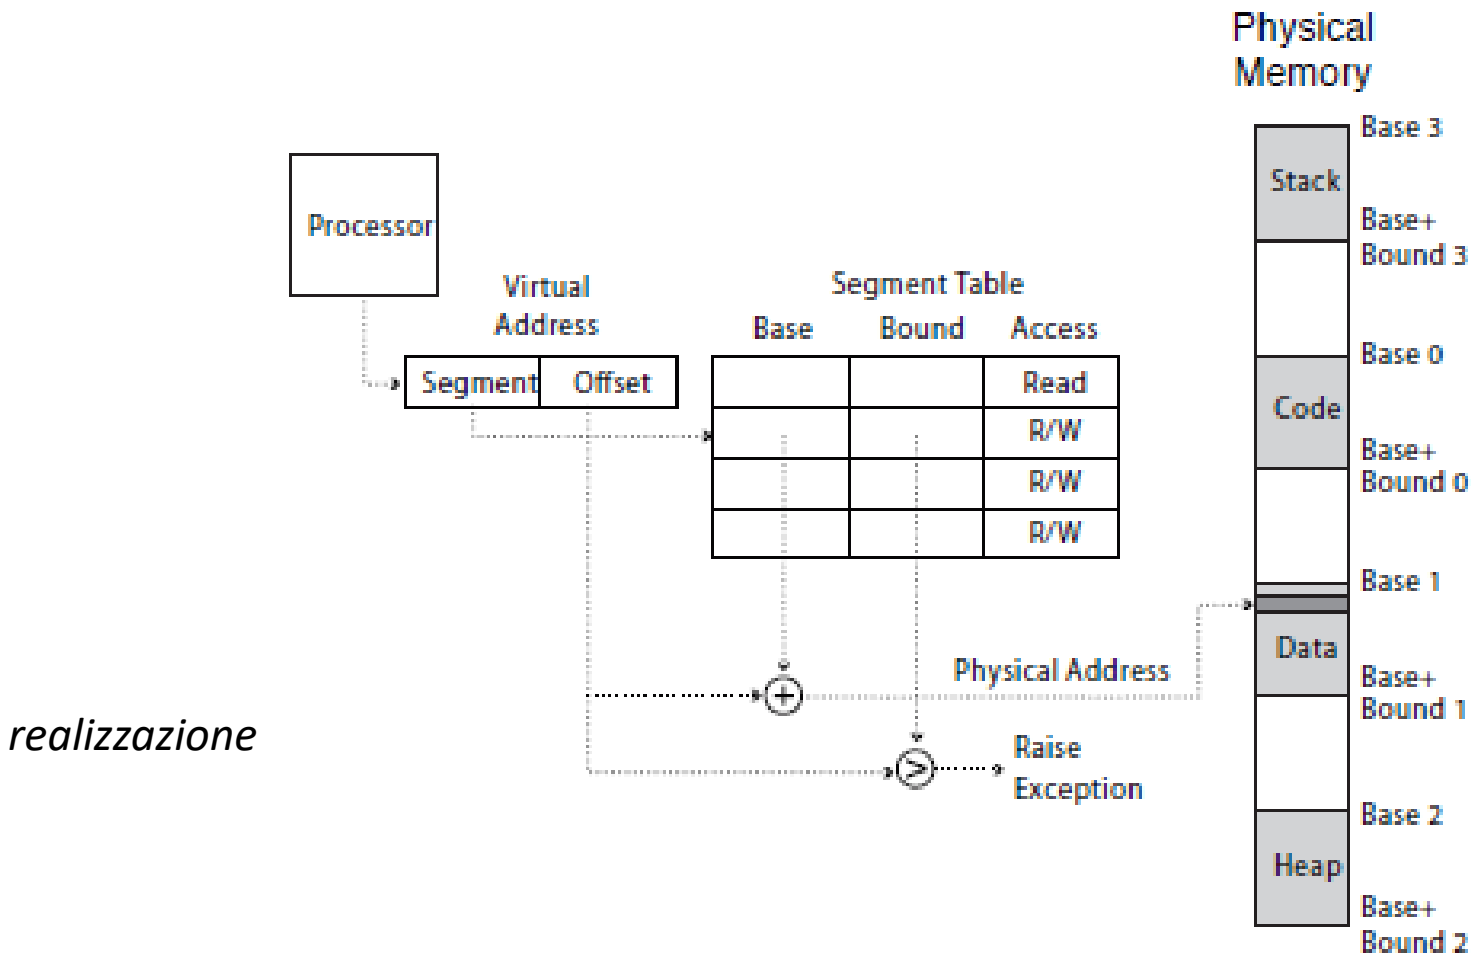 Physical
Memory
Base 3
Stack
Base+
Bound 3
Processor
Virtual
Address
Segment Table
Base Bound Access
Segment Offset
Read
R/W
R/W
R/W
Base 0
Code
Base+
Bound 0
Base 1
Data
Base+
Bound 1
+
Physical Address
>
Raise
Exception
realizzazione
Base 2
Heap
Base+
Bound 2